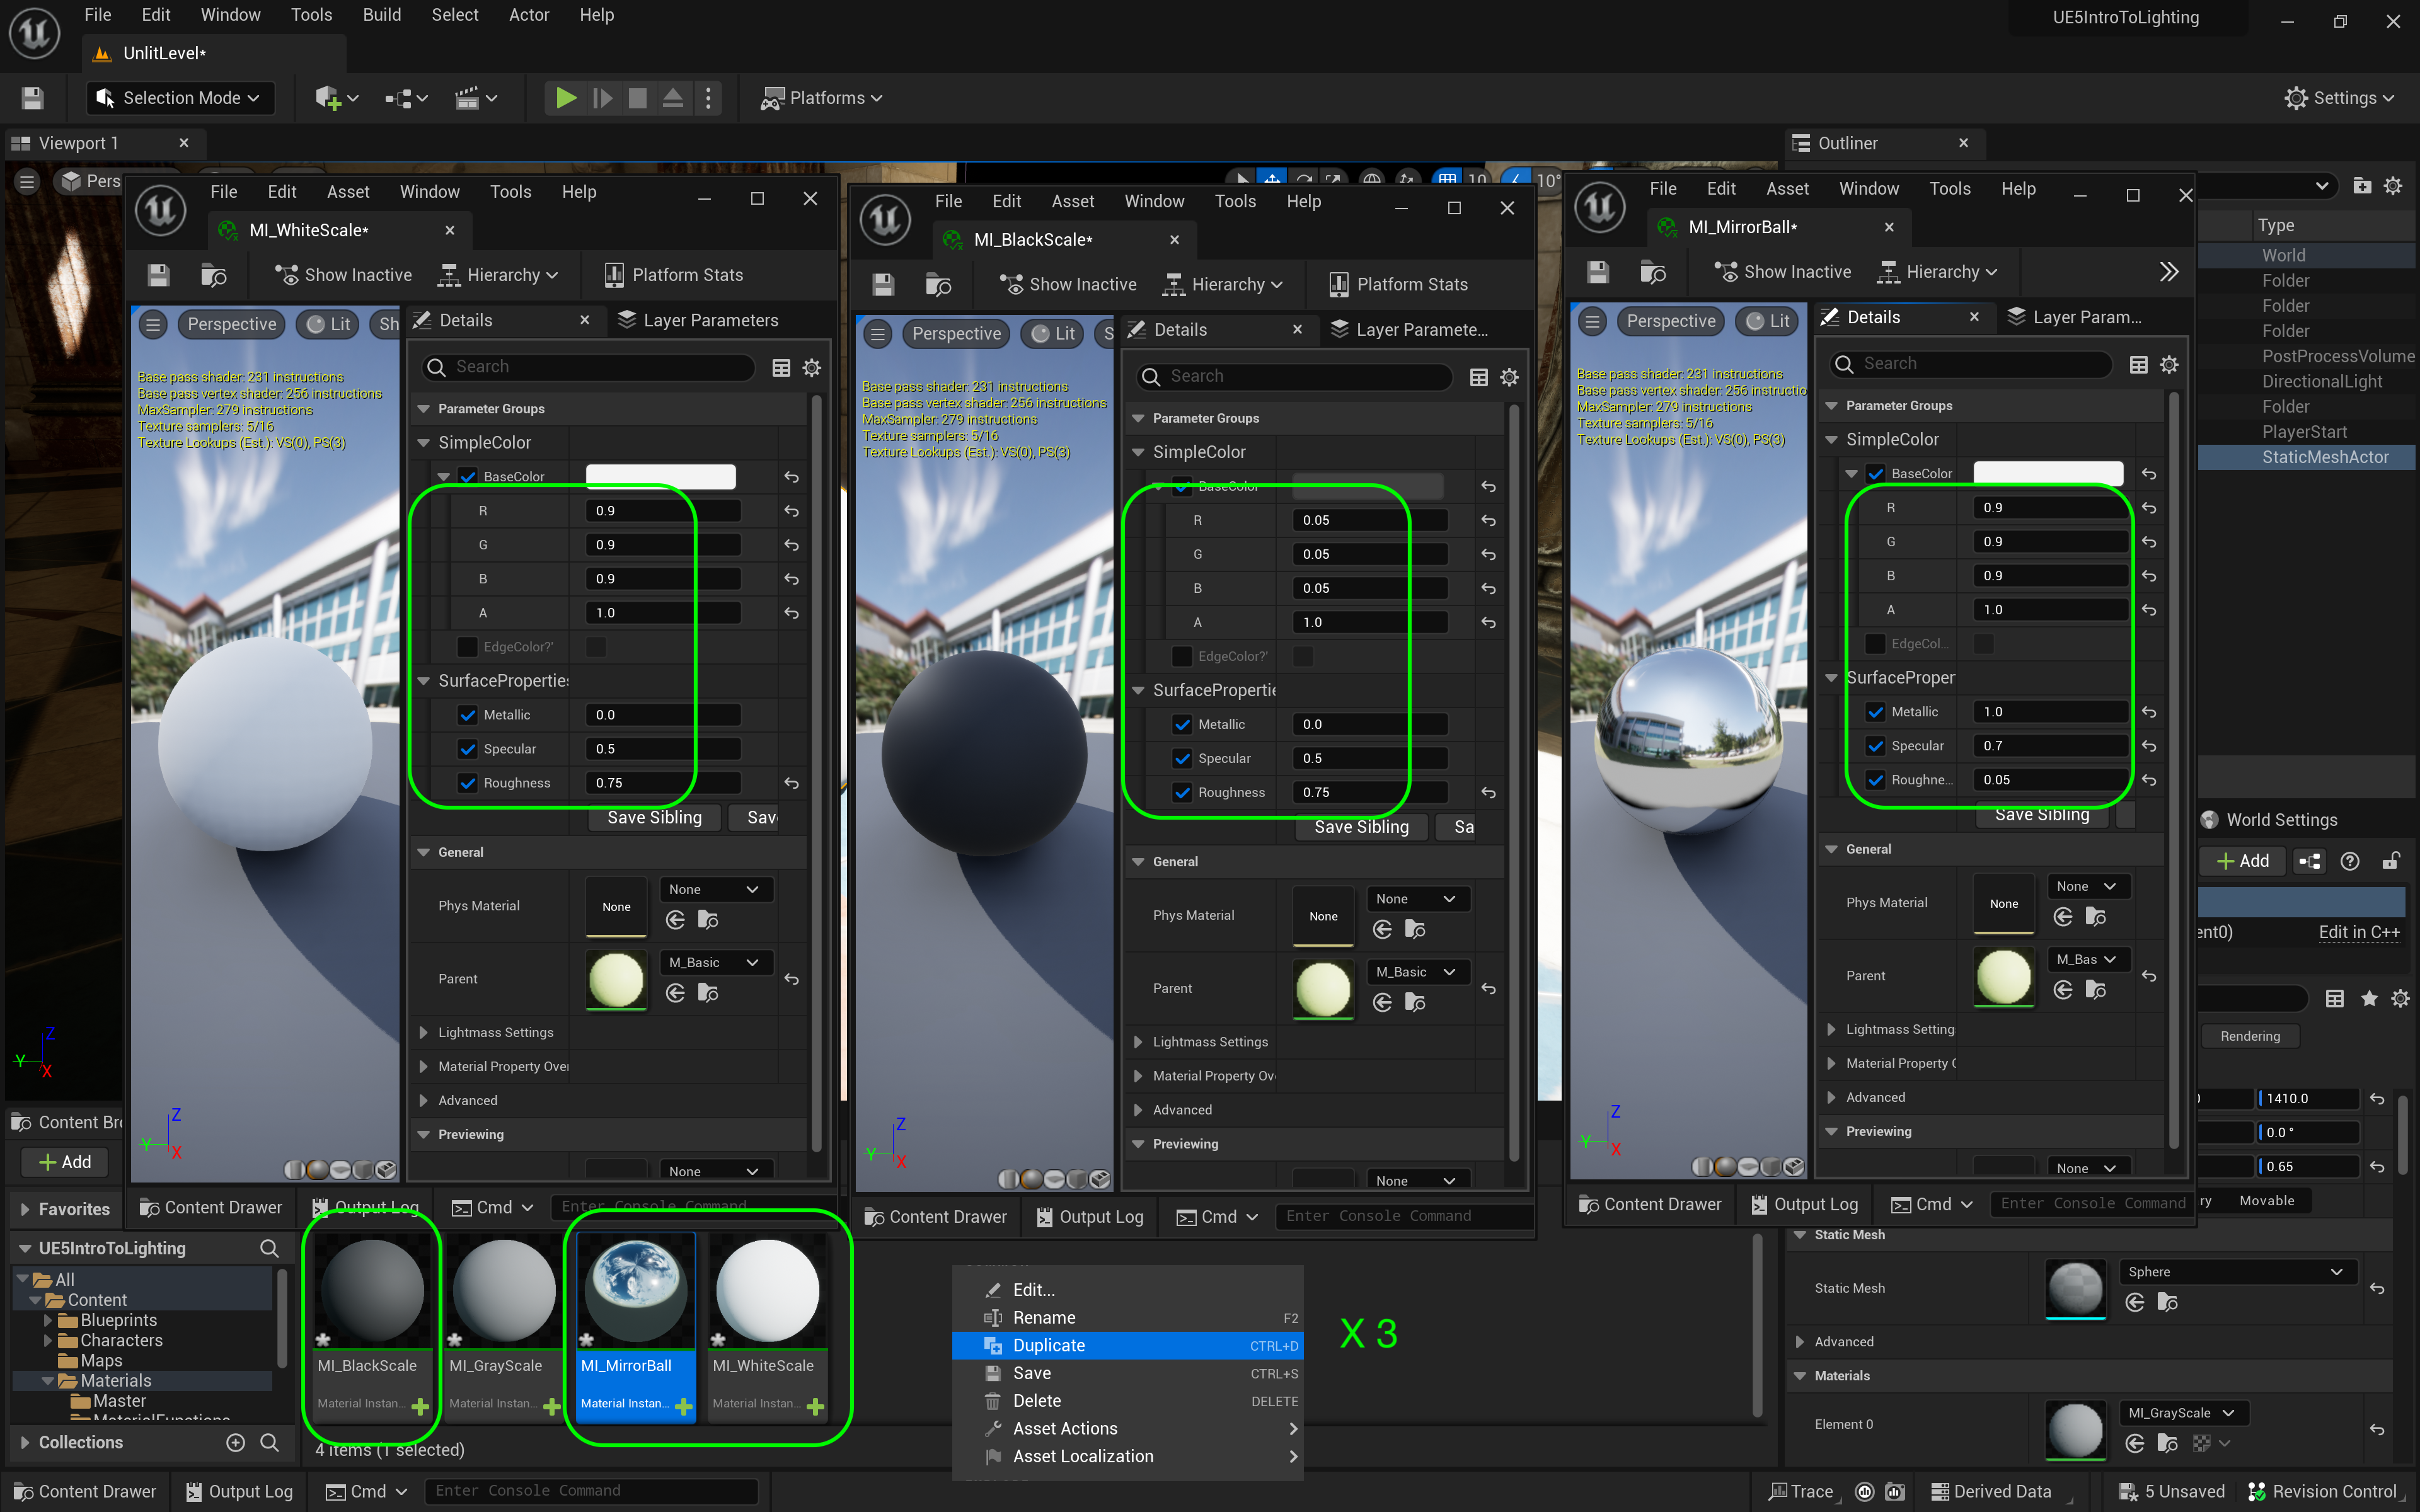 File Edit Window Tools Build Select Actor Help
UE5IntroToLighting
UnlitLevel*
Selection Mode
Platforms
Settings
Viewport 1
Outliner
Pers
10
10°
Type
World
Folder
Folder
Folder
PostProcessVolume
DirectionalLight
Folder
PlayerStart
StaticMeshActor
File Edit Asset Window Tools Help
MI_WhiteScale*
Show Inactive Hierarchy Platform Stats
Perspective Lit Sh
Details Layer Parameters
Base pass shader: 231 instructions
Base pass vertex shader: 256 instructions
MaxSampler: 279 instructions
Texture samplers: 5/16
Texture Lookups (Est.): VS(0), PS(3)
Search
Parameter Groups
SimpleColor
BaseColor
R 0.9
G 0.9
B 0.9
A 1.0
EdgeColor?'
SurfaceProperties
Metallic 0.0
Specular 0.5
Roughness 0.75
Save Sibling Sav
General
Phys Material None None
Parent M_Basic
Lightmass Settings
Material Property Over
Advanced
Previewing
None
Z
Y
X
Content Drawer Output Log Cmd Enter Console Command
File Edit Asset Window Tools Help
MI_BlackScale*
Show Inactive Hierarchy Platform Stats
Perspective Lit S
Details Layer Paramete...
Base pass shader: 231 instructions
Base pass vertex shader: 256 instructions
MaxSampler: 279 instructions
Texture samplers: 5/16
Texture Lookups (Est.): VS(0), PS(3)
Search
Parameter Groups
SimpleColor
BaseColor
R 0.05
G 0.05
B 0.05
A 1.0
EdgeColor?'
SurfacePropertie
Metallic 0.0
Specular 0.5
Roughness 0.75
Save Sibling Sa
General
Phys Material None None
Parent M_Basic
Lightmass Settings
Material Property Ov
Advanced
Previewing
None
Z
Y
X
Content Drawer Output Log Cmd Enter Console Command
File Edit Asset Window Tools Help
MI_MirrorBall*
Show Inactive Hierarchy
Perspective Lit
Details Layer Param...
Base pass shader: 231 instructions
Base pass vertex shader: 256 instructio
MaxSampler: 279 instructions
Texture samplers: 5/16
Texture Lookups (Est.): VS(0), PS(3)
Search
Parameter Groups
SimpleColor
BaseColor
R 0.9
G 0.9
B 0.9
A 1.0
EdgeCol...
SurfaceProper
Metallic 1.0
Specular 0.7
Roughne... 0.05
Save Sibling
General
Phys Material None None
Parent M_Bas
Lightmass Setting
Material Property
Advanced
Previewing
None
Z
Y
X
Content Drawer Output Log Cmd Enter Console Command
World Settings
Add
ent0) Edit in C++
Rendering
1410.0
0.0 °
0.65
ry Movable
Static Mesh
Static Mesh Sphere
Advanced
Materials
Element 0 MI_GrayScale
Z
Y
X
Content Br
Add
Favorites
UE5IntroToLighting
All
Content
Blueprints
Characters
Maps
Materials
Master
MaterialFunctions
Collections
MI_BlackScale MI_GrayScale MI_MirrorBall MI_WhiteScale
Material Instan... Material Instan... Material Instan... Material Instan...
4 items (1 selected)
Edit...
Rename F2
Duplicate CTRL+D
Save CTRL+S
Delete DELETE
Asset Actions
Asset Localization
X 3
Content Drawer Output Log Cmd Enter Console Command
Trace Derived Data 5 Unsaved Revision Control